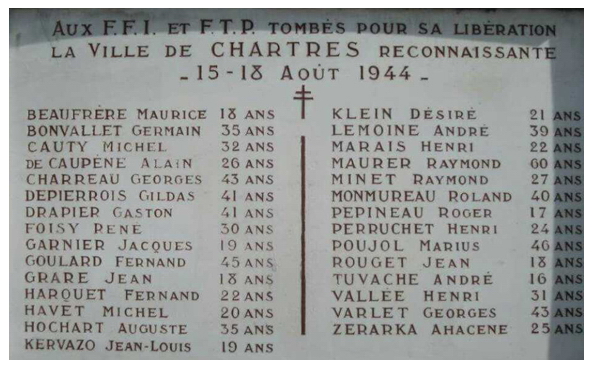 AUX F.F.I. ET F.T.P. TOMBÉS POUR SA LIBÉRATION
LA VILLE DE CHARTRES RECONNAISSANTE
- 15-18 AOÛT 1944 -
BEAUFRÈRE MAURICE 18 ANS
BONVALLET GERMAIN 35 ANS
CAUTY MICHEL 32 ANS
DE CAUPÈNE ALAIN 26 ANS
CHARREAU GEORGES 43 ANS
DEPIERROIS GILDAS 41 ANS
DRAPIER GASTON 41 ANS
FOISY RENÉ 30 ANS
GARNIER JACQUES 19 ANS
GOULARD FERNAND 45 ANS
GRARE JEAN 18 ANS
HARQUET FERNAND 22 ANS
HAVET MICHEL 20 ANS
HOCHART AUGUSTE 35 ANS
KERVAZO JEAN-LOUIS 19 ANS
KLEIN DÉSIRÉ 21 ANS
LEMOINE ANDRÉ 39 ANS
MARAIS HENRI 22 ANS
MAURER RAYMOND 60 ANS
MINET RAYMOND 27 ANS
MONMUREAU ROLAND 40 ANS
PEPINEAU ROGER 17 ANS
PERRUCHET HENRI 24 ANS
POUJOL MARIUS 46 ANS
ROUGET JEAN 18 ANS
TUVACHE ANDRÉ 16 ANS
VALLÉE HENRI 31 ANS
VARLET GEORGES 43 ANS
ZERARKA AHACENE 25 ANS